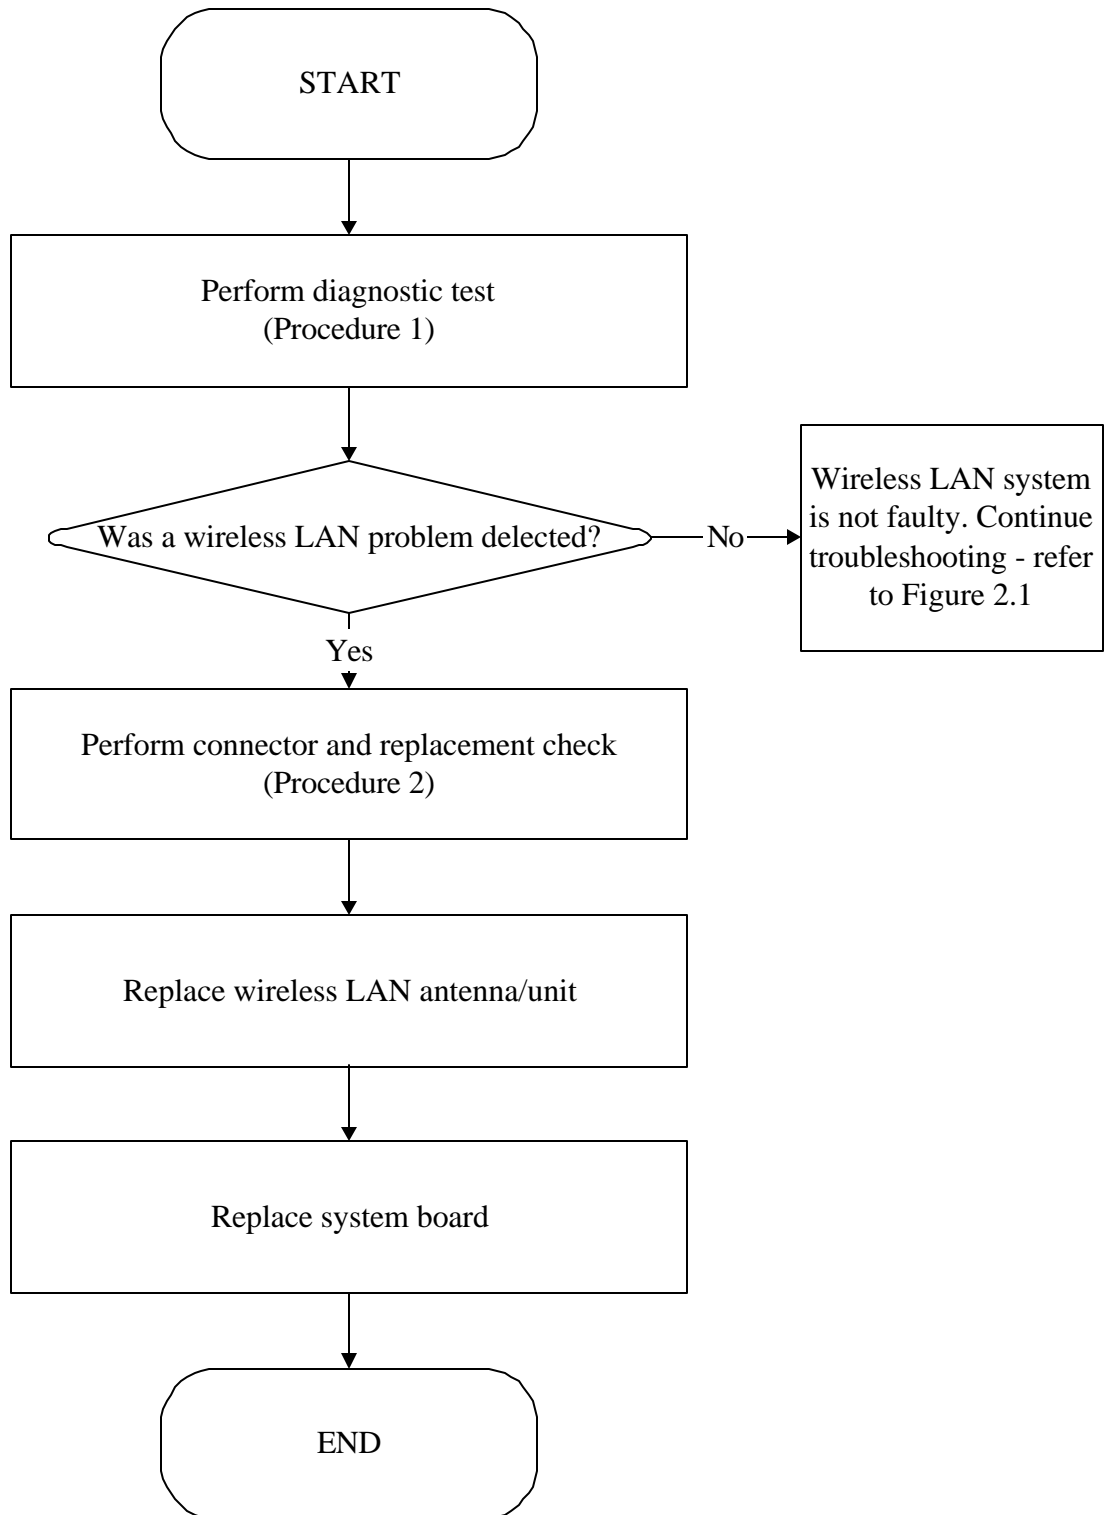 START
Perform diagnostic test
(Procedure 1)
Was a wireless LAN problem delected?
No
Wireless LAN system
is not faulty. Continue
troubleshooting - refer
to Figure 2.1
Yes
Perform connector and replacement check
(Procedure 2)
Replace wireless LAN antenna/unit
Replace system board
END